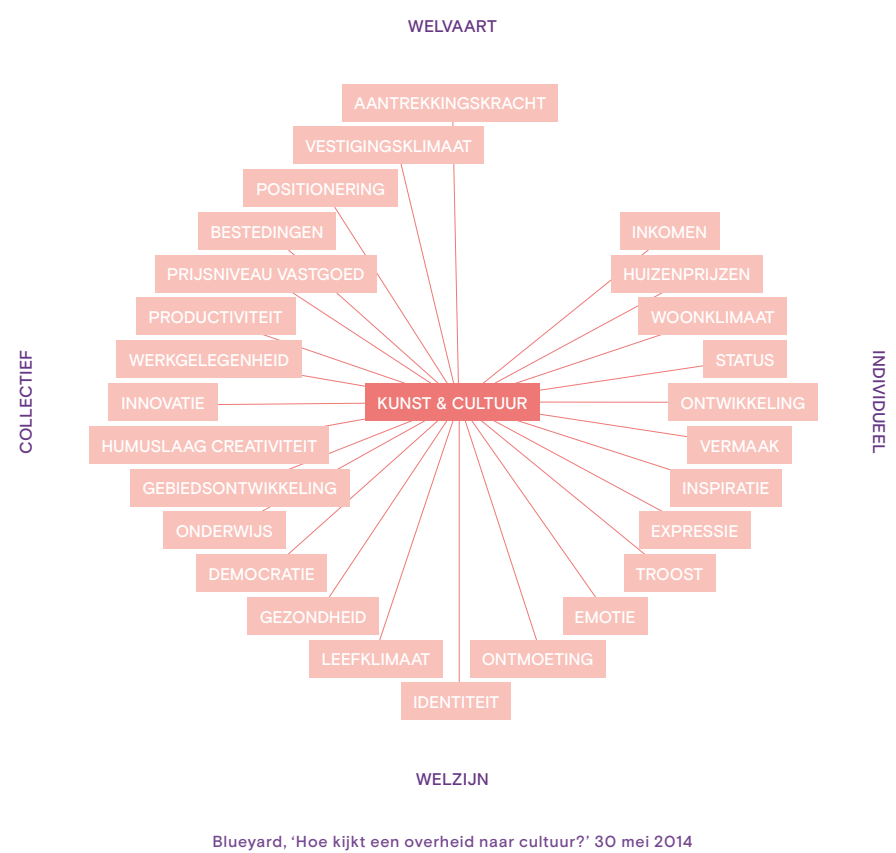 WELVAART
AANTREKKINGSKRACHT
VESTIGINGSKLIMAAT
POSITIONERING
BESTEDINGEN
INKOMEN
PRIJSNIVEAU VASTGOED
HUIZENPRIJZEN
PRODUCTIVITEIT
WOONKLIMAAT
WERKGELEGENHEID
STATUS
COLLECTIEF
INNOVATIE
KUNST & CULTUUR
ONTWIKKELING
INDIVIDUEEL
HUMUSLAAG CREATIVITEIT
VERMAAK
GEBIEDSONTWIKKELING
INSPIRATIE
ONDERWIJS
EXPRESSIE
DEMOCRATIE
TROOST
GEZONDHEID
EMOTIE
LEEFKLIMAAT
ONTMOETING
IDENTITEIT
WELZIJN
Blueyard, ‘Hoe kijkt een overheid naar cultuur?’ 30 mei 2014